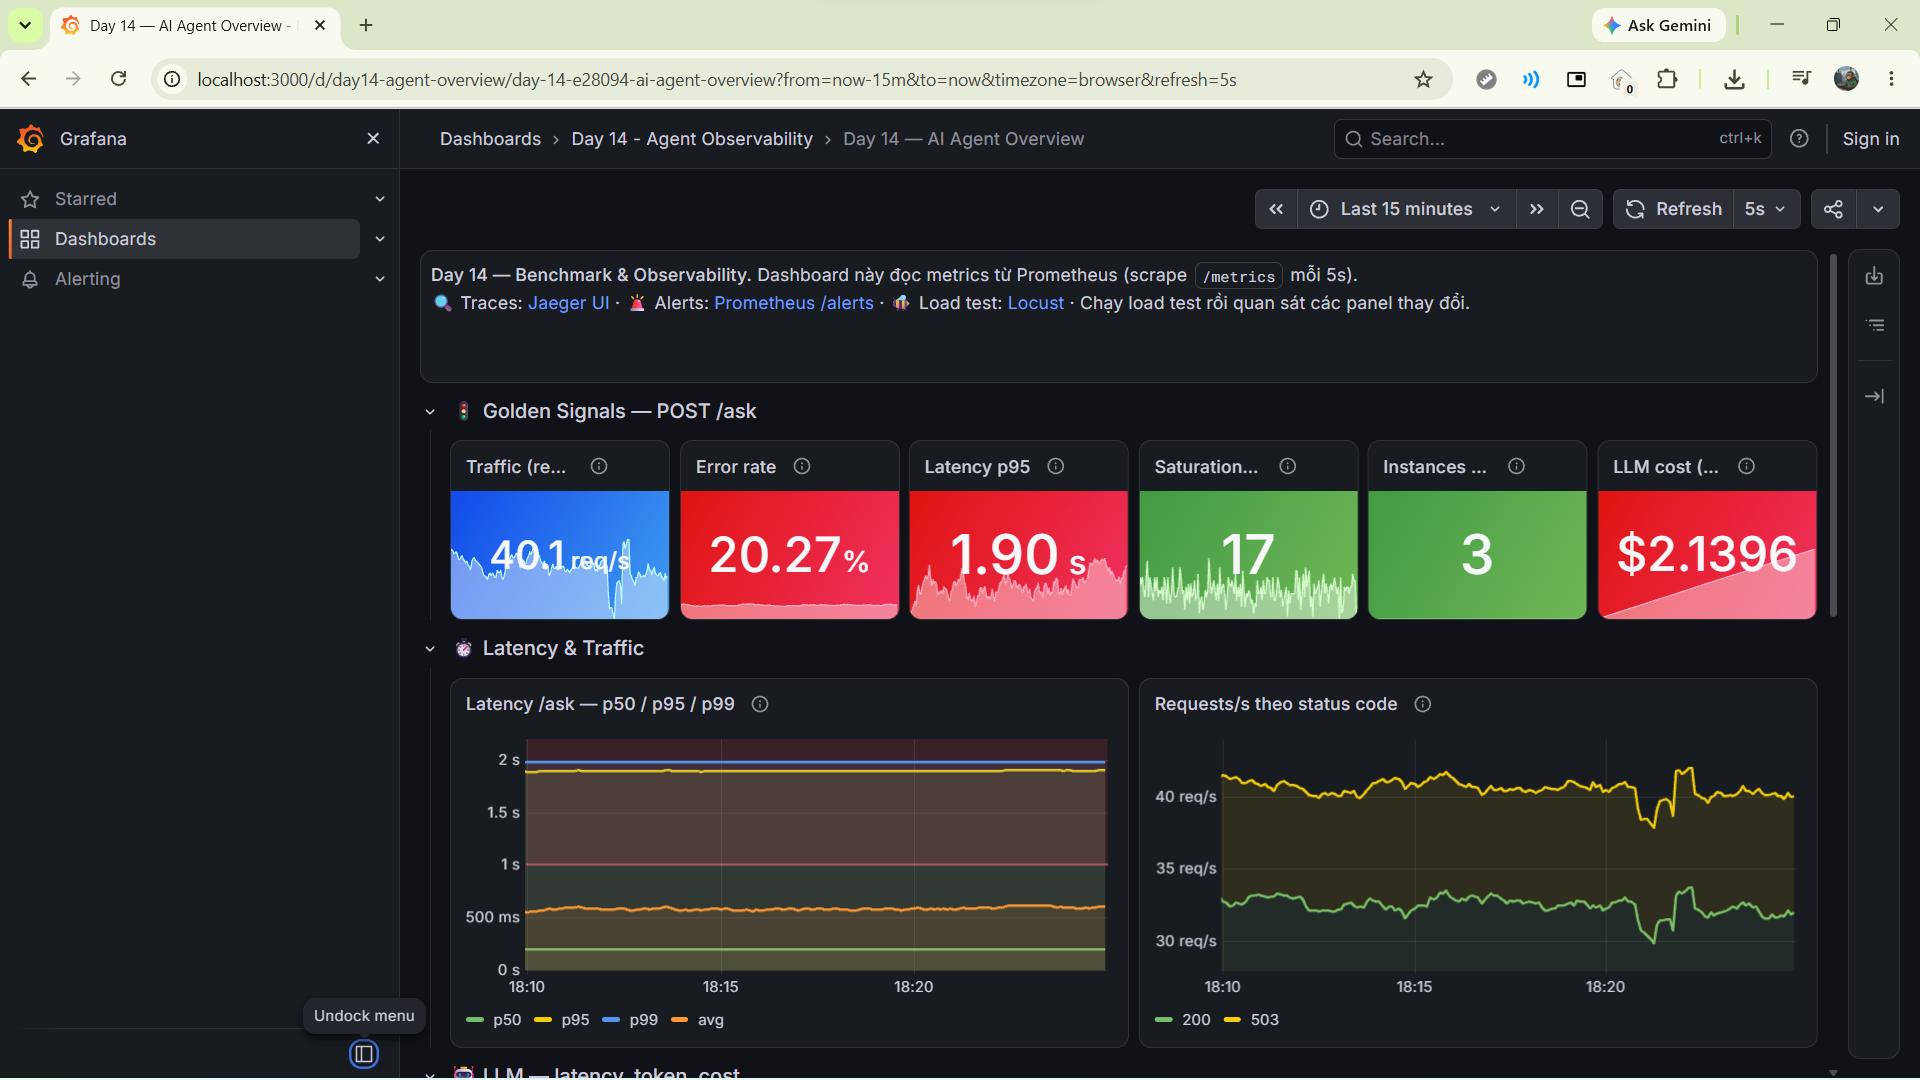 Day 14 — AI Agent Overview -
Ask Gemini
localhost:3000/d/day14-agent-overview/day-14-e28094-ai-agent-overview?from=now-15m&to=now&timezone=browser&refresh=5s
0
Grafana
Dashboards › Day 14 - Agent Observability › Day 14 — AI Agent Overview
Search...
ctrl+k
Sign in
Starred
Dashboards
Alerting
Last 15 minutes
Refresh
5s
Day 14 — Benchmark & Observability. Dashboard này đọc metrics từ Prometheus (scrape /metrics mỗi 5s).
Traces: Jaeger UI · Alerts: Prometheus /alerts · Load test: Locust · Chạy load test rồi quan sát các panel thay đổi.
Golden Signals — POST /ask
Traffic (re...
Error rate
Latency p95
Saturation...
Instances ...
LLM cost (...
40.1 req/s
20.27%
1.90 s
17
3
$2.1396
Latency & Traffic
Latency /ask — p50 / p95 / p99
2 s
1.5 s
1 s
500 ms
0 s
18:10
18:15
18:20
p50
p95
p99
avg
Requests/s theo status code
40 req/s
35 req/s
30 req/s
18:10
18:15
18:20
200
503
Undock menu
LLM — latency, token, cost